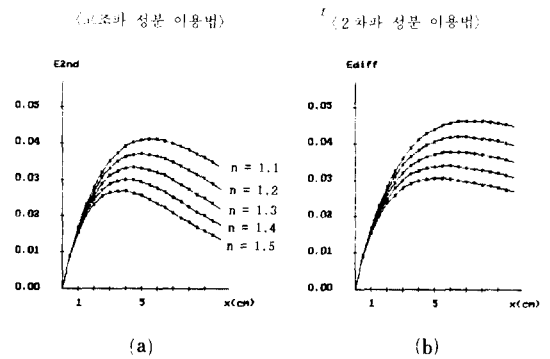 조파 성분 이용법)
(2차파 성분 이용법)
E2nd
0.05
0.04
0.03
0.02
0.01
0.00
1 5 x(cm)
n = 1.1
n = 1.2
n = 1.3
n = 1.4
n = 1.5
(a)
Ediff
0.05
0.04
0.03
0.02
0.01
0.00
1 5 x(cm)
(b)